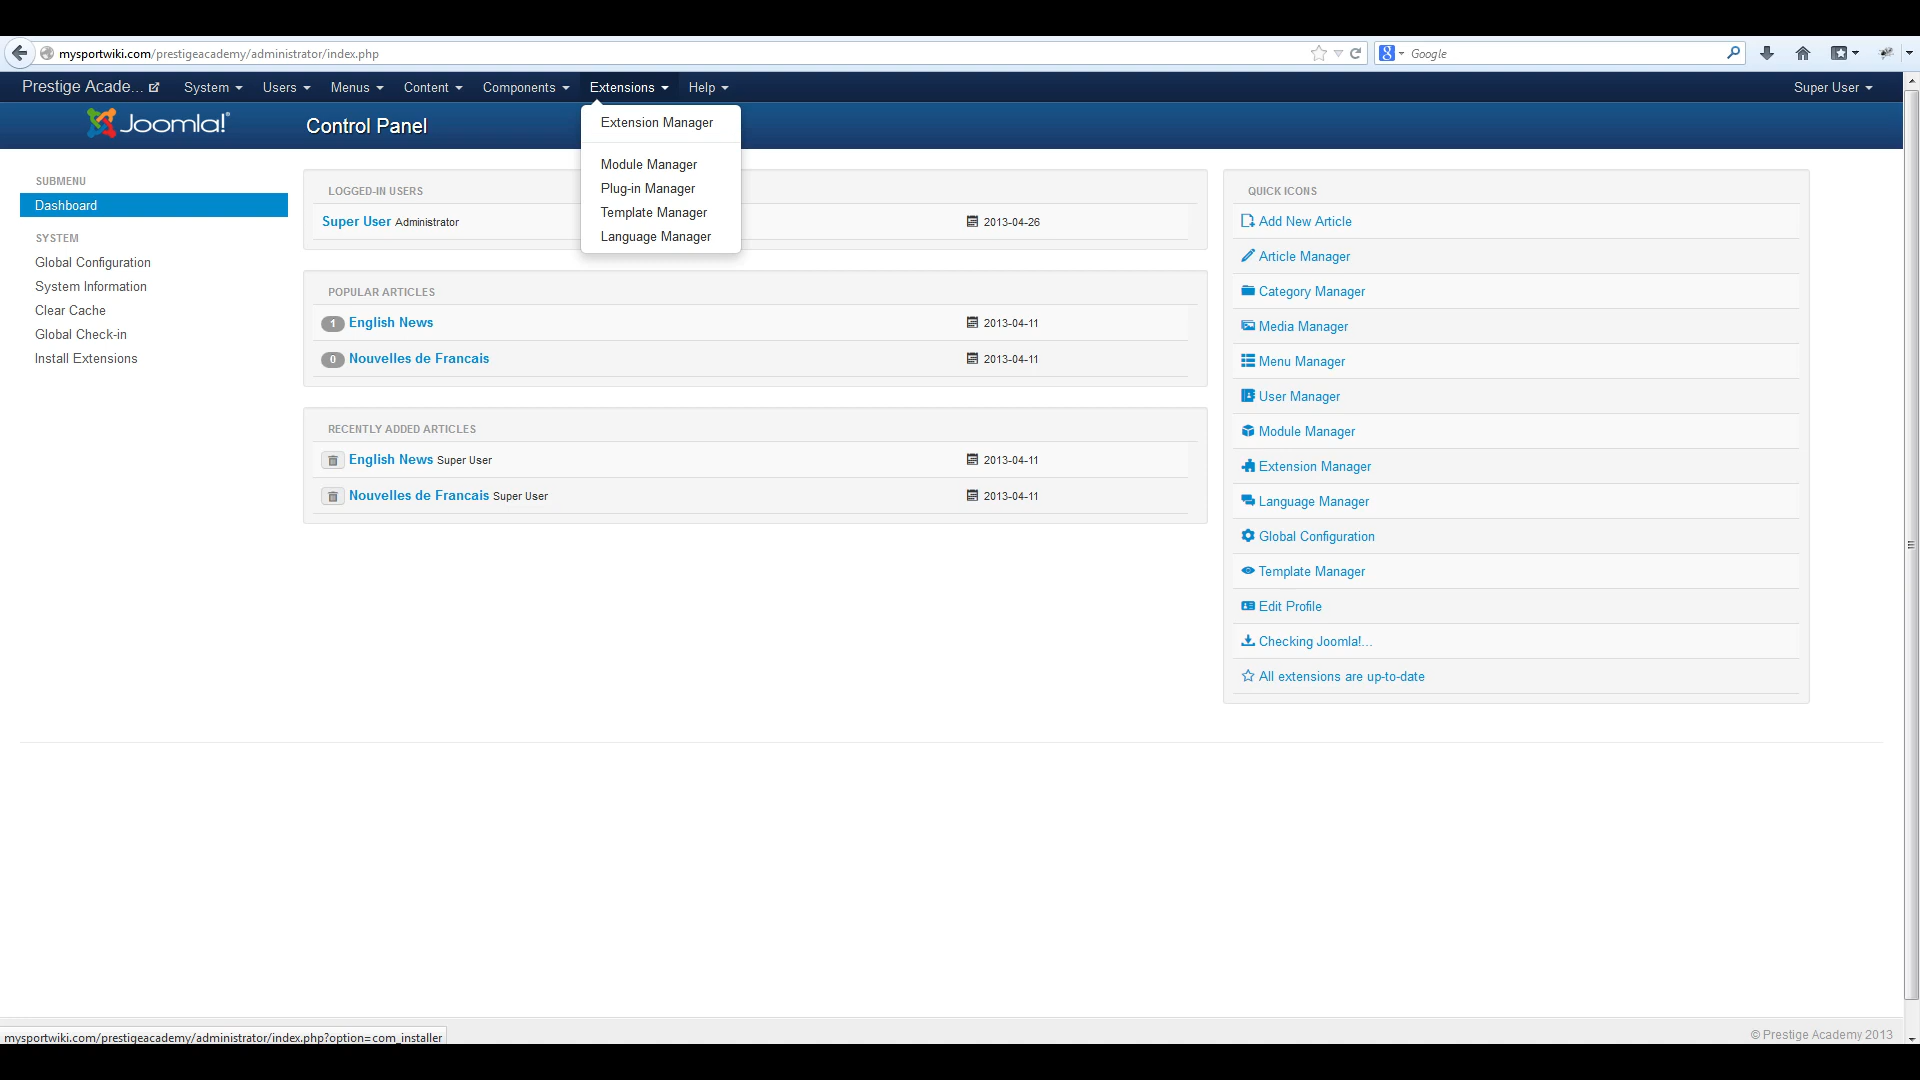 mysportwiki.com/prestigeacademy/administrator/index.php
Google
Prestige Acade... System Users Menus Content Components Extensions Help Super User
Joomla! Control Panel
Extension Manager
Module Manager
Plug-in Manager
Template Manager
Language Manager
SUBMENU
Dashboard
SYSTEM
Global Configuration
System Information
Clear Cache
Global Check-in
Install Extensions
LOGGED-IN USERS
Super User Administrator 2013-04-26
POPULAR ARTICLES
1 English News 2013-04-11
0 Nouvelles de Francais 2013-04-11
RECENTLY ADDED ARTICLES
English News Super User 2013-04-11
Nouvelles de Francais Super User 2013-04-11
QUICK ICONS
Add New Article
Article Manager
Category Manager
Media Manager
Menu Manager
User Manager
Module Manager
Extension Manager
Language Manager
Global Configuration
Template Manager
Edit Profile
Checking Joomla!...
All extensions are up-to-date
mysportwiki.com/prestigeacademy/administrator/index.php?option=com_installer
© Prestige Academy 2013